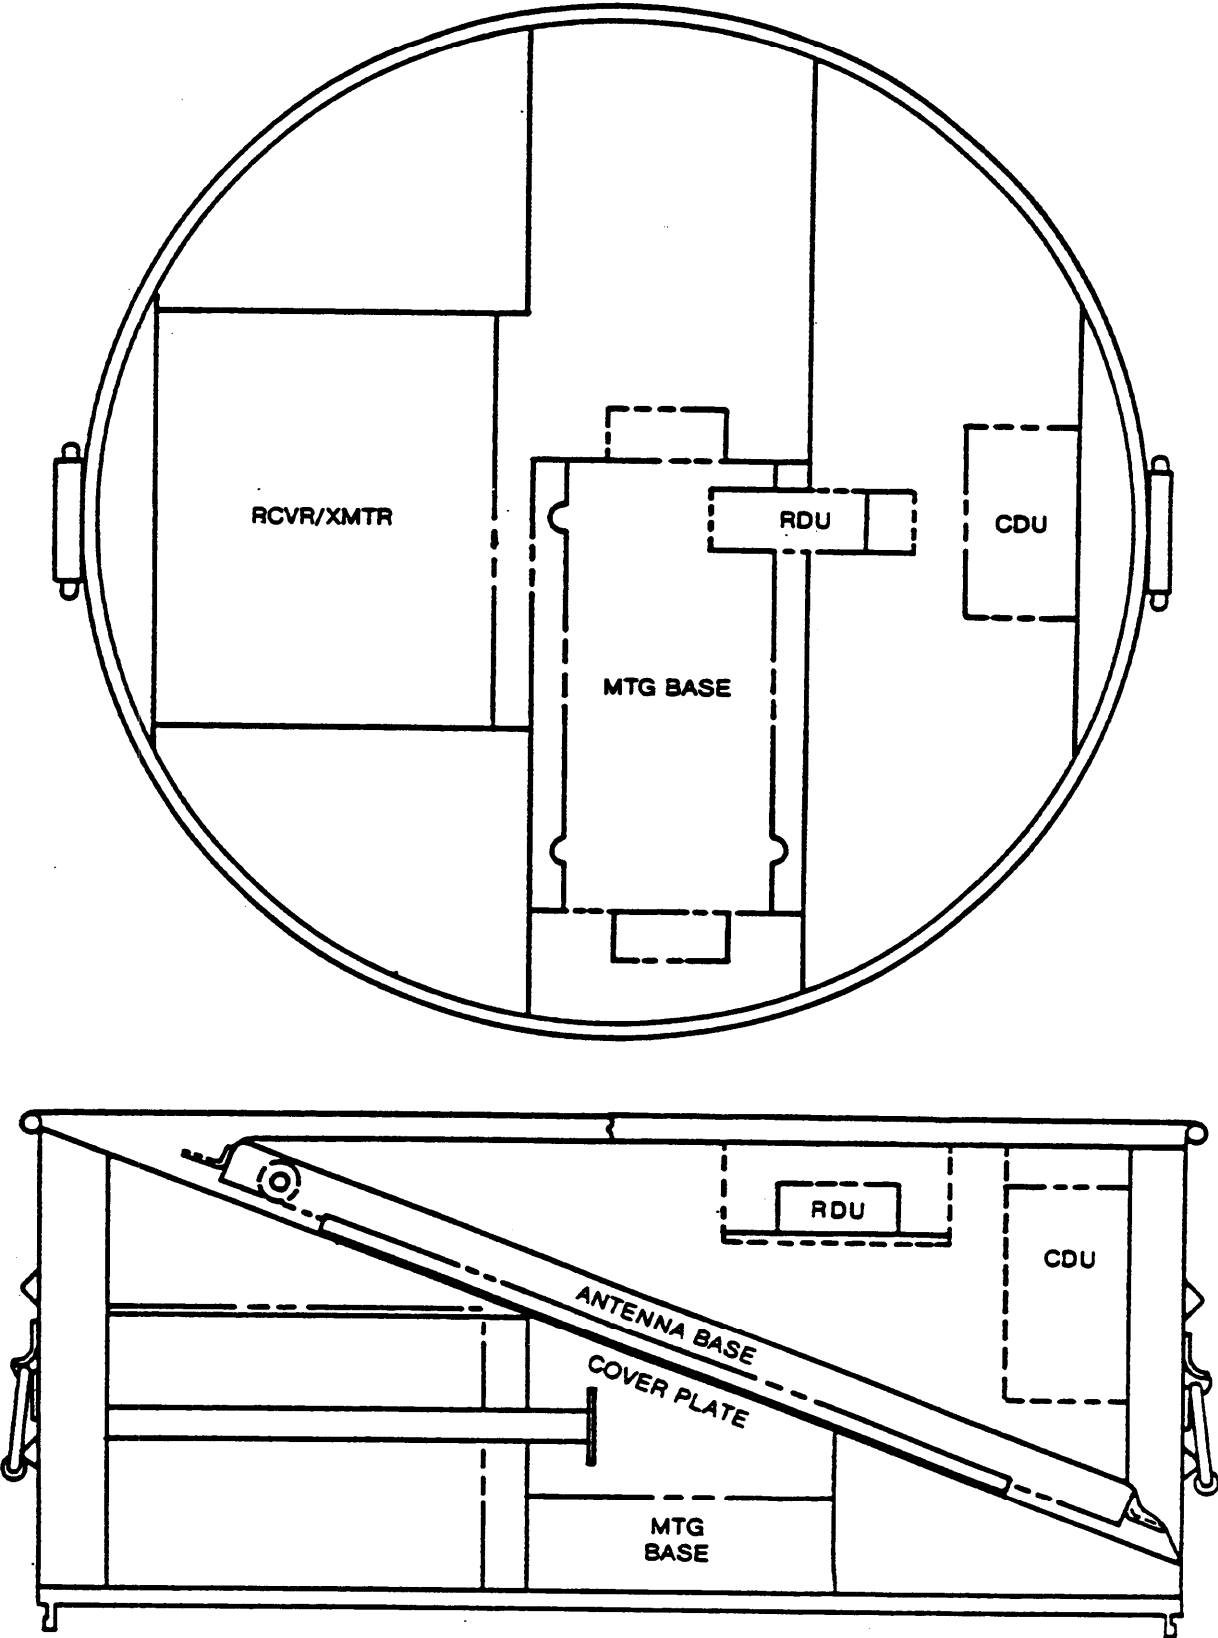 RCVR/XMTR
RDU
CDU
MTG BASE
RDU
CDU
ANTENNA BASE
COVER PLATE
MTG
BASE